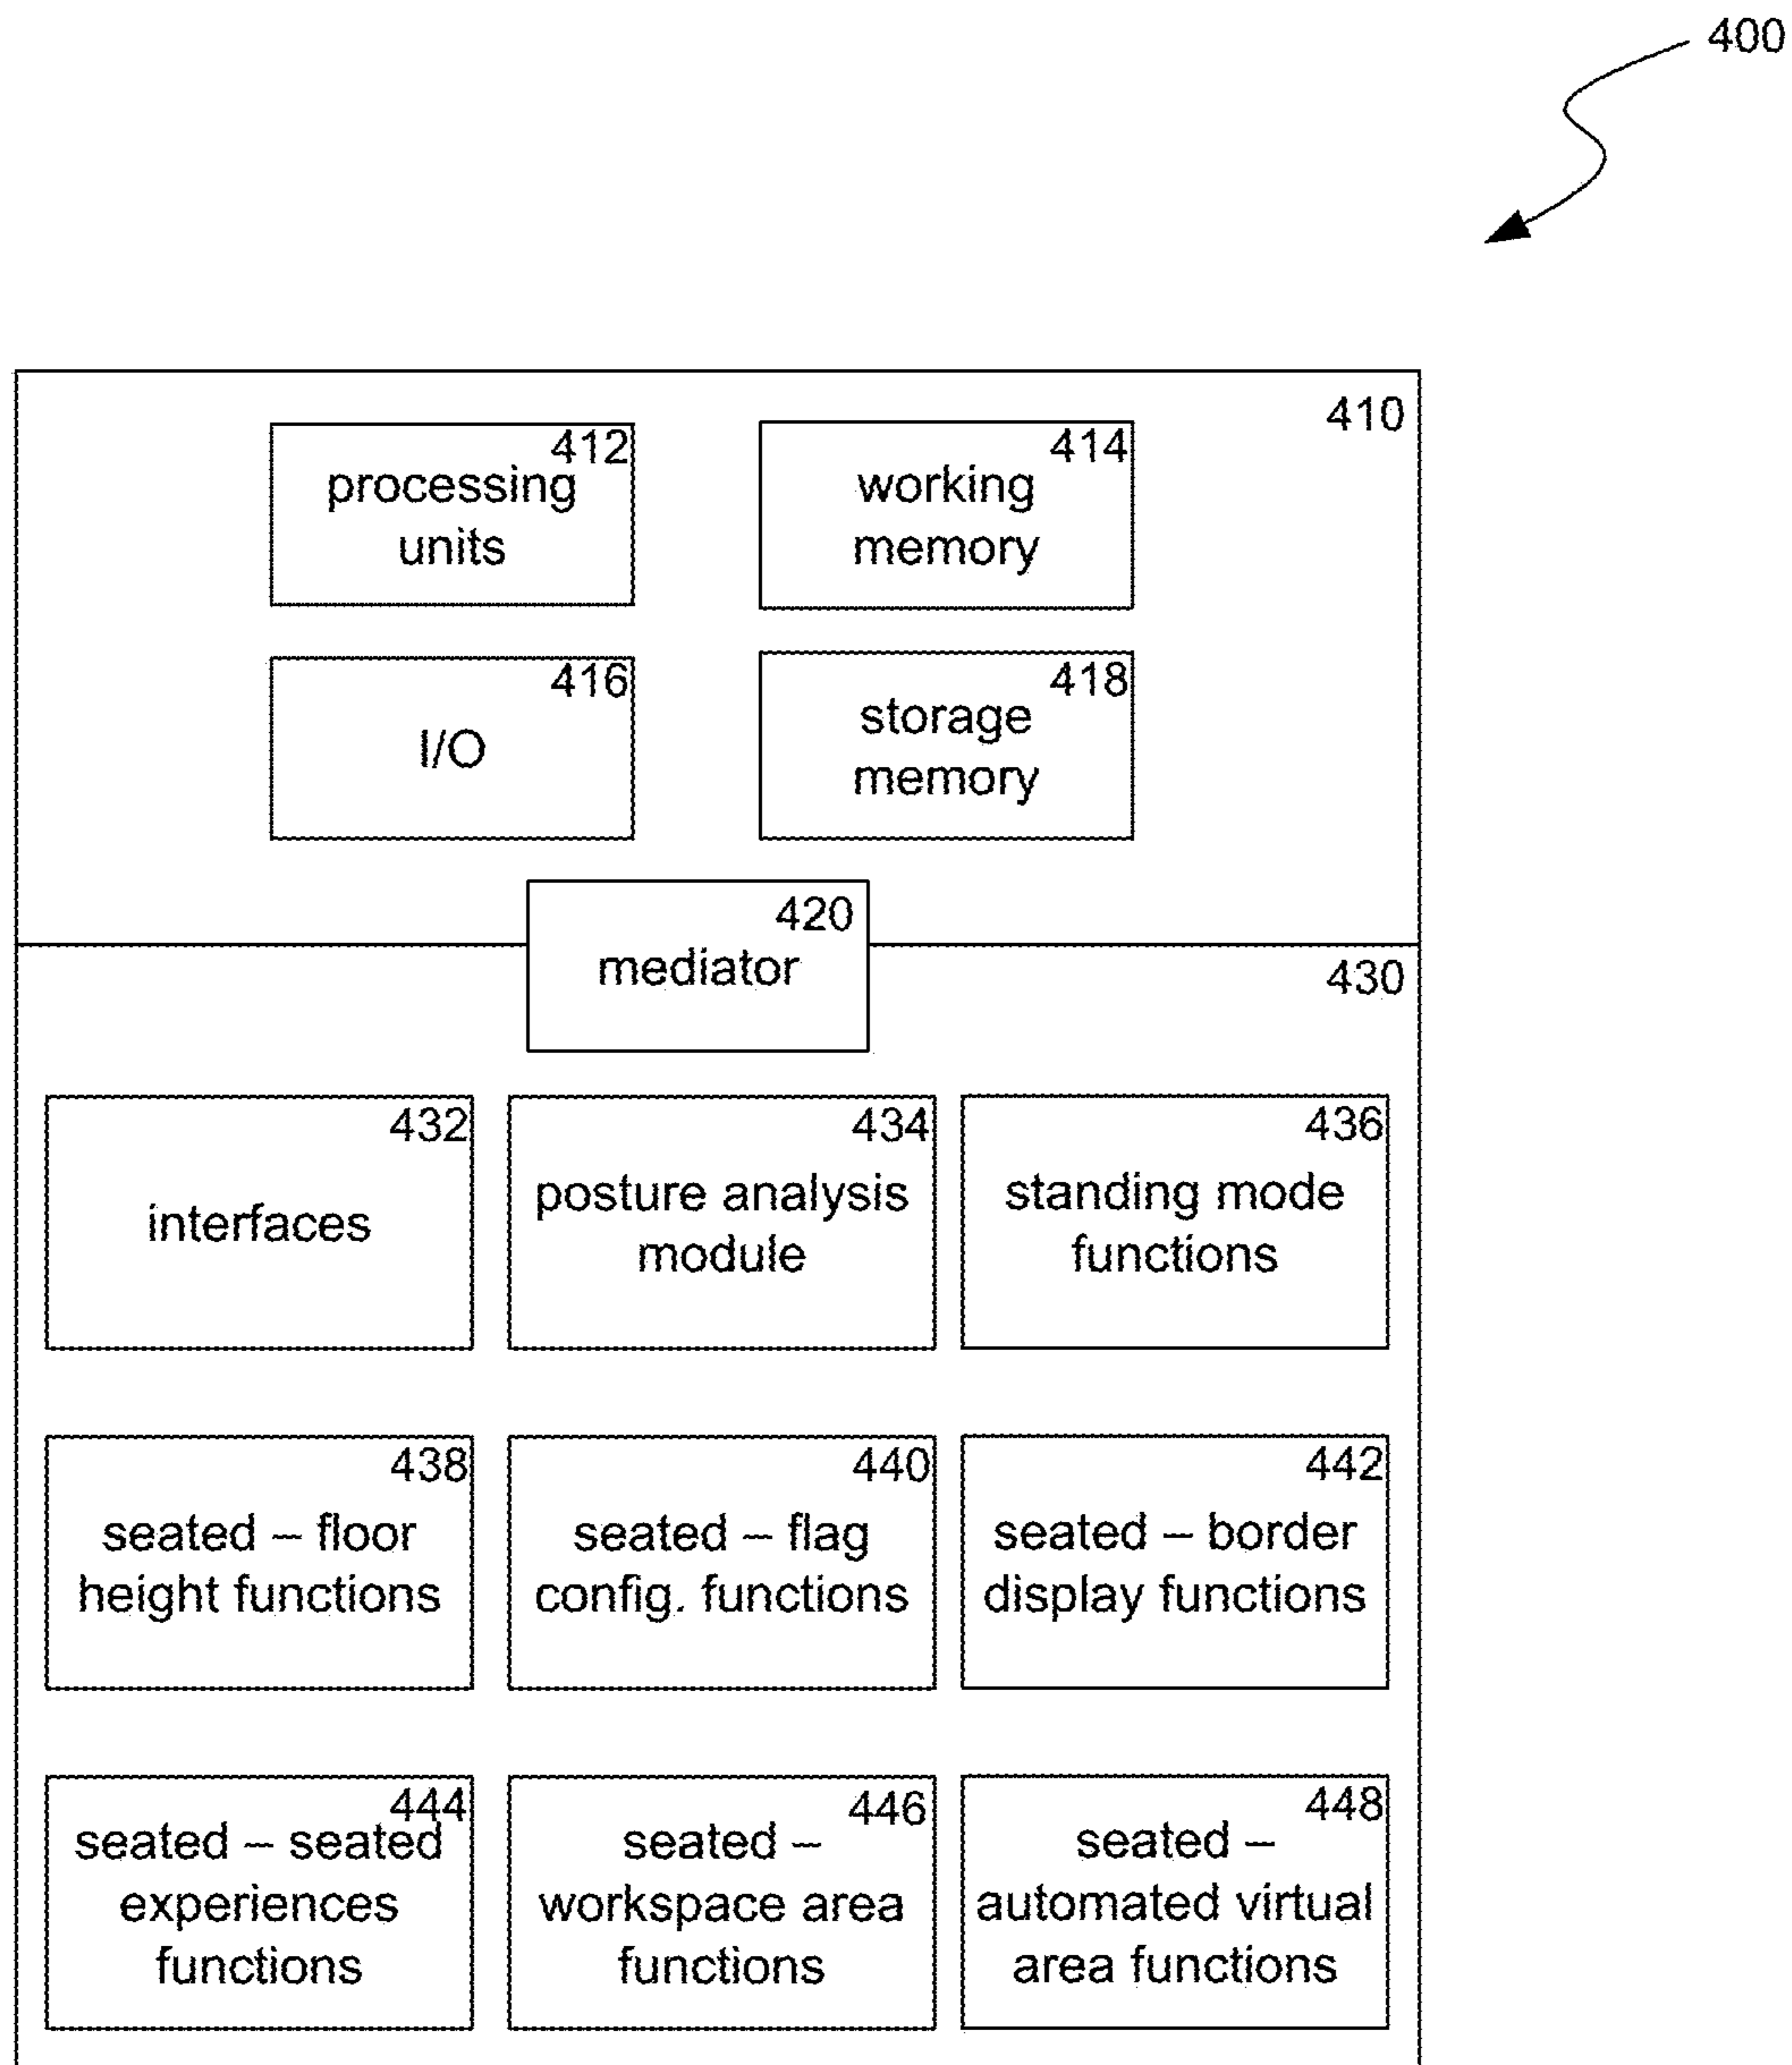 400
410
412
processing
units
414
working
memory
416
I/O
418
storage
memory
420
mediator
430
432
interfaces
434
posture analysis
module
436
standing mode
functions
438
seated – floor
height functions
440
seated – flag
config. functions
442
seated – border
display functions
444
seated – seated
experiences
functions
446
seated –
workspace area
functions
448
seated –
automated virtual
area functions